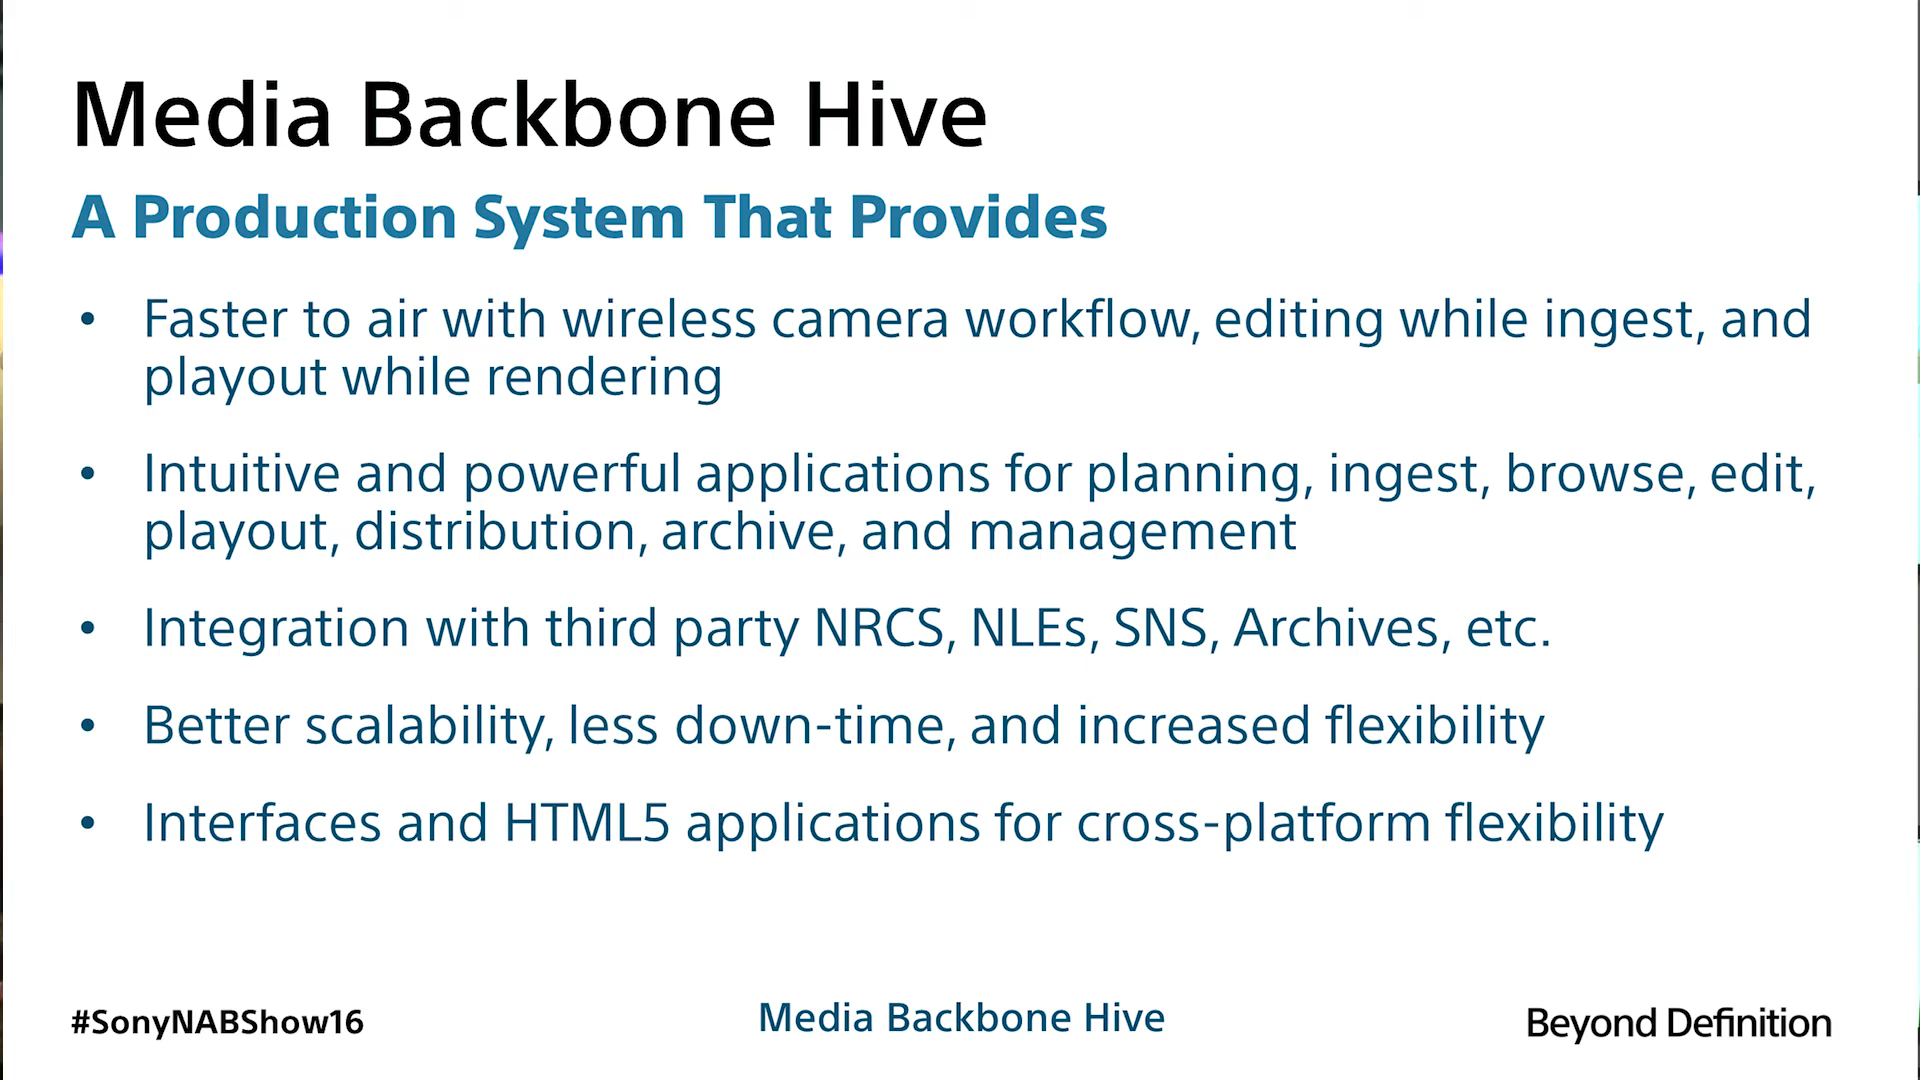 Media Backbone Hive
A Production System That Provides
• Faster to air with wireless camera workflow, editing while ingest, and
playout while rendering
• Intuitive and powerful applications for planning, ingest, browse, edit,
playout, distribution, archive, and management
• Integration with third party NRCS, NLEs, SNS, Archives, etc.
• Better scalability, less down-time, and increased flexibility
• Interfaces and HTML5 applications for cross-platform flexibility
#SonyNABShow16
Media Backbone Hive
Beyond Definition